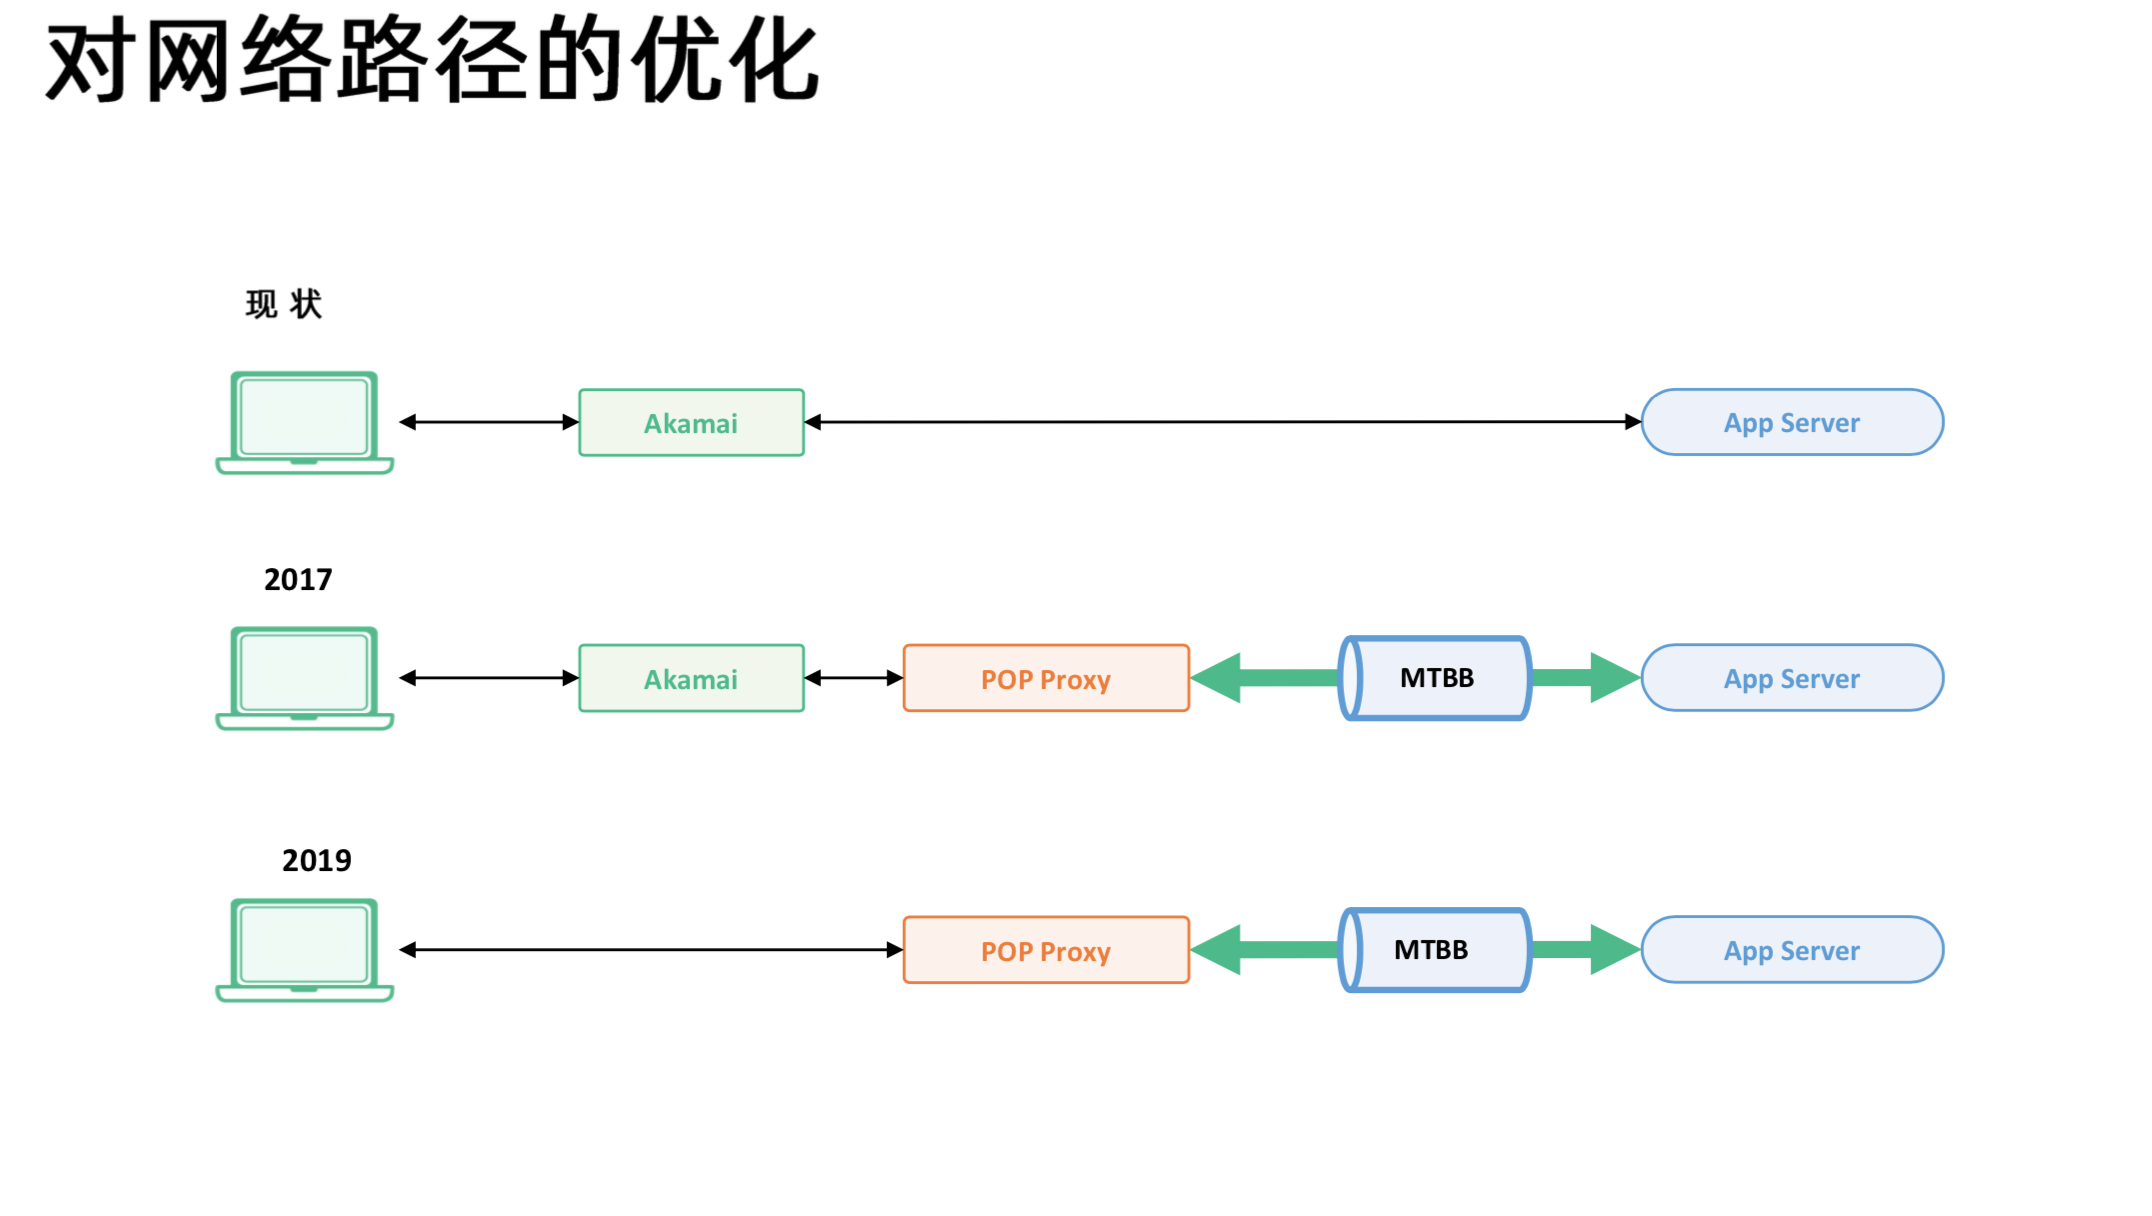 对网络路径的优化
现 状
Akamai
App Server
2017
Akamai
POP Proxy
MTBB
App Server
2019
POP Proxy
MTBB
App Server